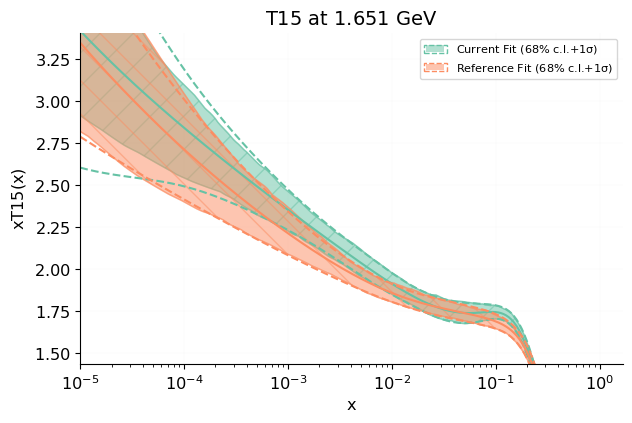 T15 at 1.651 GeV
Current Fit (68% c.l.+1σ)
Reference Fit (68% c.l.+1σ)
xT15(x)
3.25
3.00
2.75
2.50
2.25
2.00
1.75
1.50
10⁻⁵ 10⁻⁴ 10⁻³ 10⁻² 10⁻¹ 10⁰
x